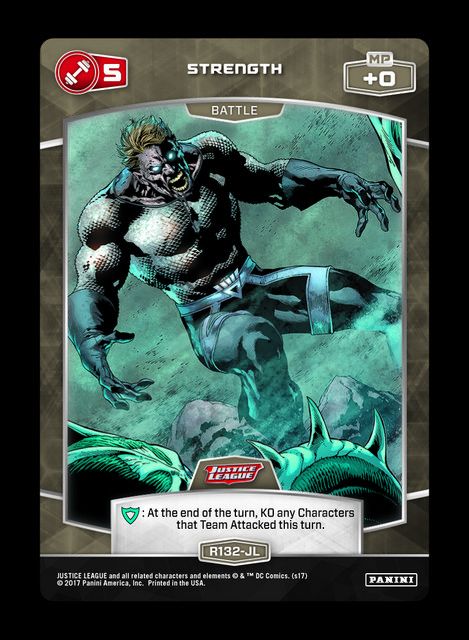 5
STRENGTH
MP
+0
BATTLE
JUSTICE
LEAGUE
: At the end of the turn, KO any Characters
that Team Attacked this turn.
R132-JL
JUSTICE LEAGUE and all related characters and elements © & ™ DC Comics. (s17)
© 2017 Panini America, Inc. Printed in the USA.
PANINI